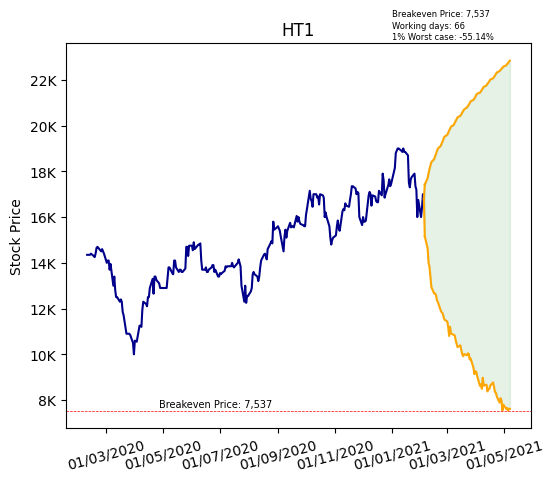 Breakeven Price: 7,537
Working days: 66
1% Worst case: -55.14%
HT1
Stock Price
22K
20K
18K
16K
14K
12K
10K
8K
Breakeven Price: 7,537
01/03/2020 01/05/2020 01/07/2020 01/09/2020 01/11/2020 01/01/2021 01/03/2021 01/05/2021